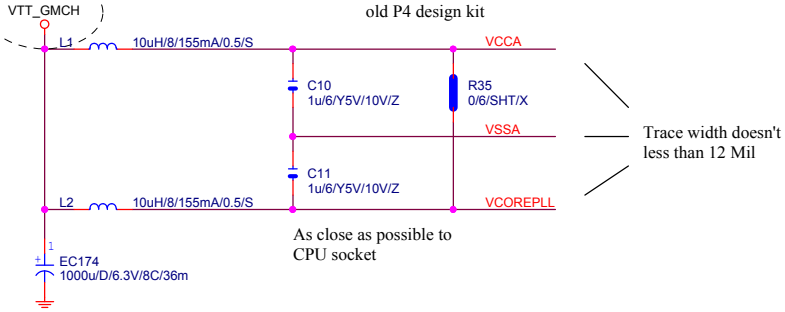 VTT_GMCH
old P4 design kit
L1
10uH/8/155mA/0.5/S
VCCA
C10
1u/6/Y5V/10V/Z
R35
0/6/SHT/X
VSSA
Trace width doesn't
less than 12 Mil
C11
1u/6/Y5V/10V/Z
L2
10uH/8/155mA/0.5/S
VCOREPLL
As close as possible to
CPU socket
1
+
EC174
1000u/D/6.3V/8C/36m